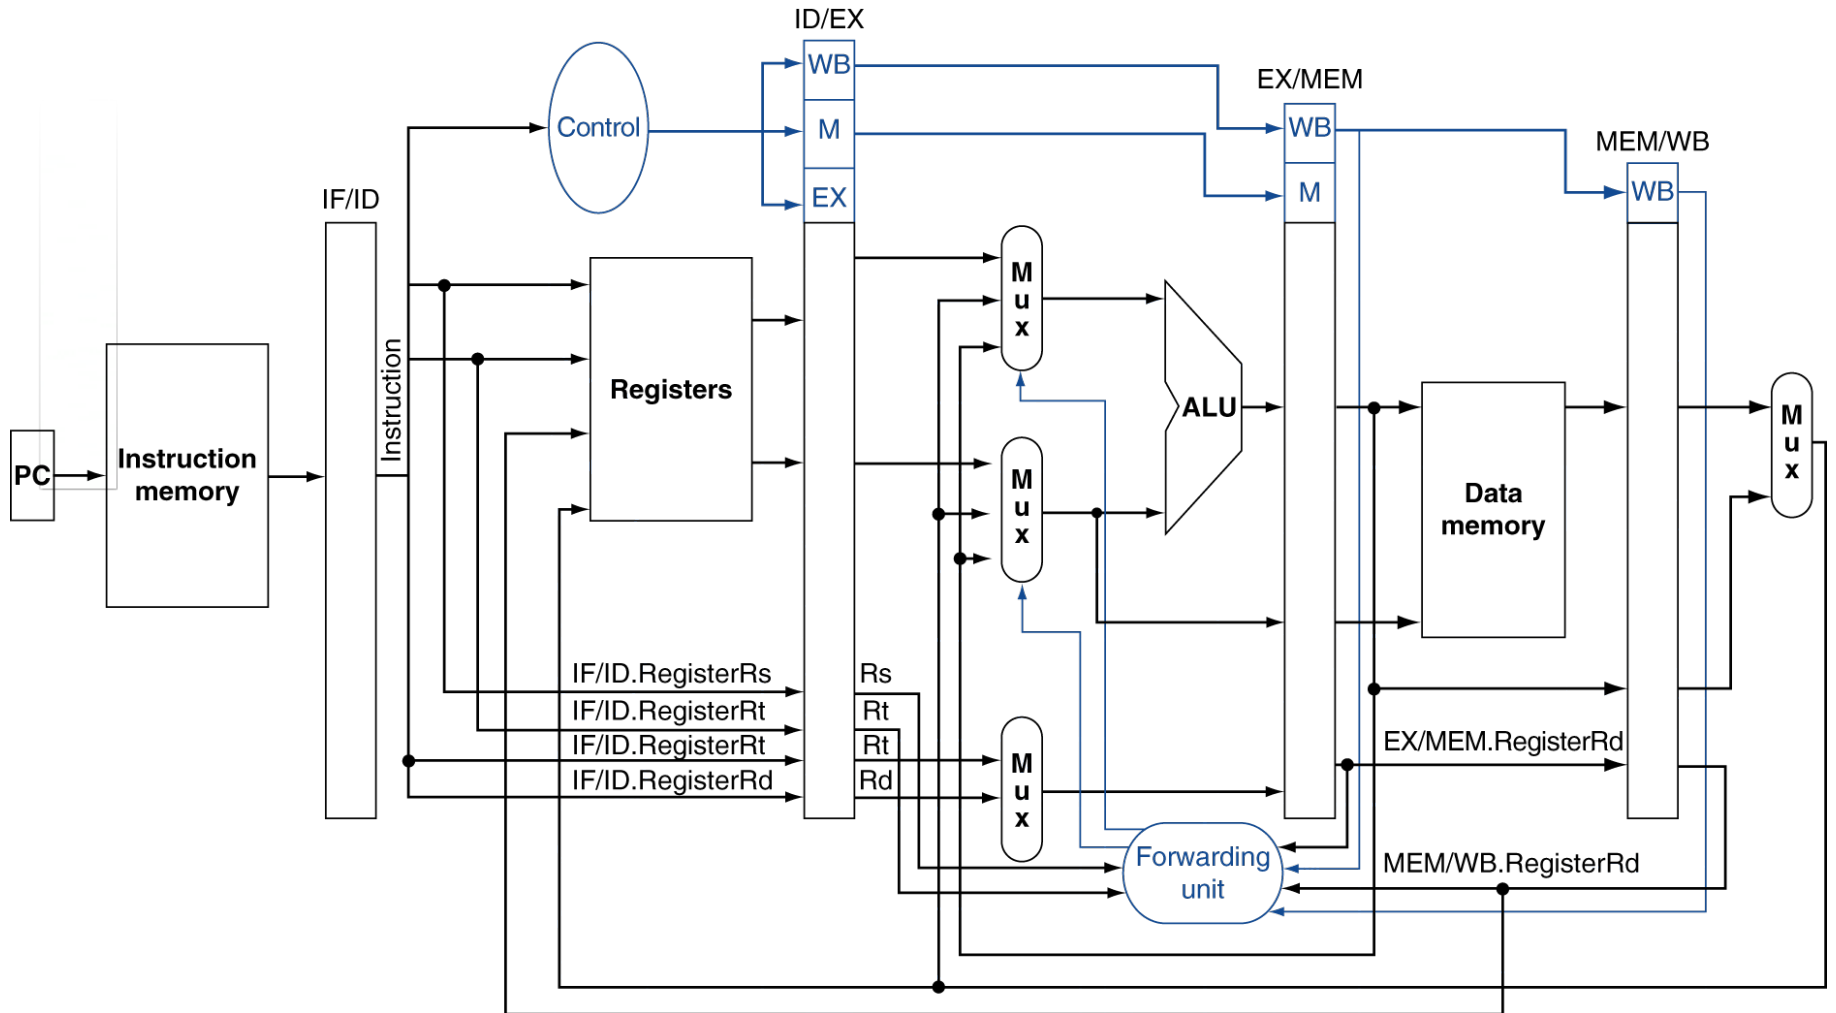 ID/EX
WB
EX/MEM
Control
M
WB
MEM/WB
IF/ID
EX
M
WB
M
u
x
Instruction
Registers
ALU
M
u
x
PC
Instruction
memory
M
u
x
Data
memory
IF/ID.RegisterRs
Rs
IF/ID.RegisterRt
Rt
IF/ID.RegisterRt
Rt
EX/MEM.RegisterRd
IF/ID.RegisterRd
Rd
M
u
x
Forwarding
unit
MEM/WB.RegisterRd